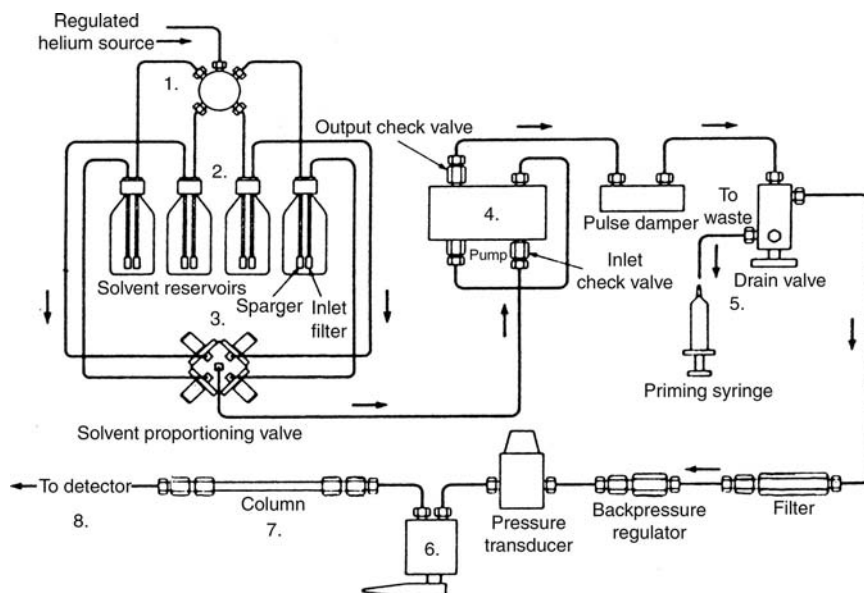 Regulated
helium source
1.
Output check valve
2.
4.
To
waste
Pulse damper
Pump
Inlet
check valve
Drain valve
Solvent reservoirs
Sparger
Inlet
filter
3.
5.
Priming syringe
Solvent proportioning valve
To detector
Column
Pressure
transducer
Backpressure
regulator
Filter
8.
7.
6.